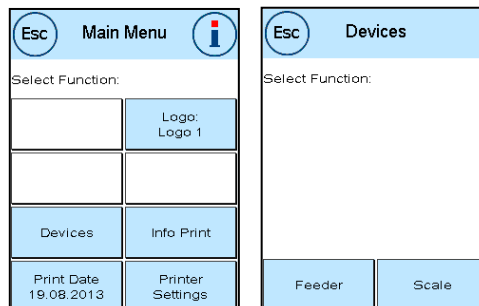 Esc Main Menu i
Select Function:
Logo:
Logo 1
Devices Info Print
Print Date
19.08.2013
Printer
Settings
Esc Devices
Select Function:
Feeder Scale